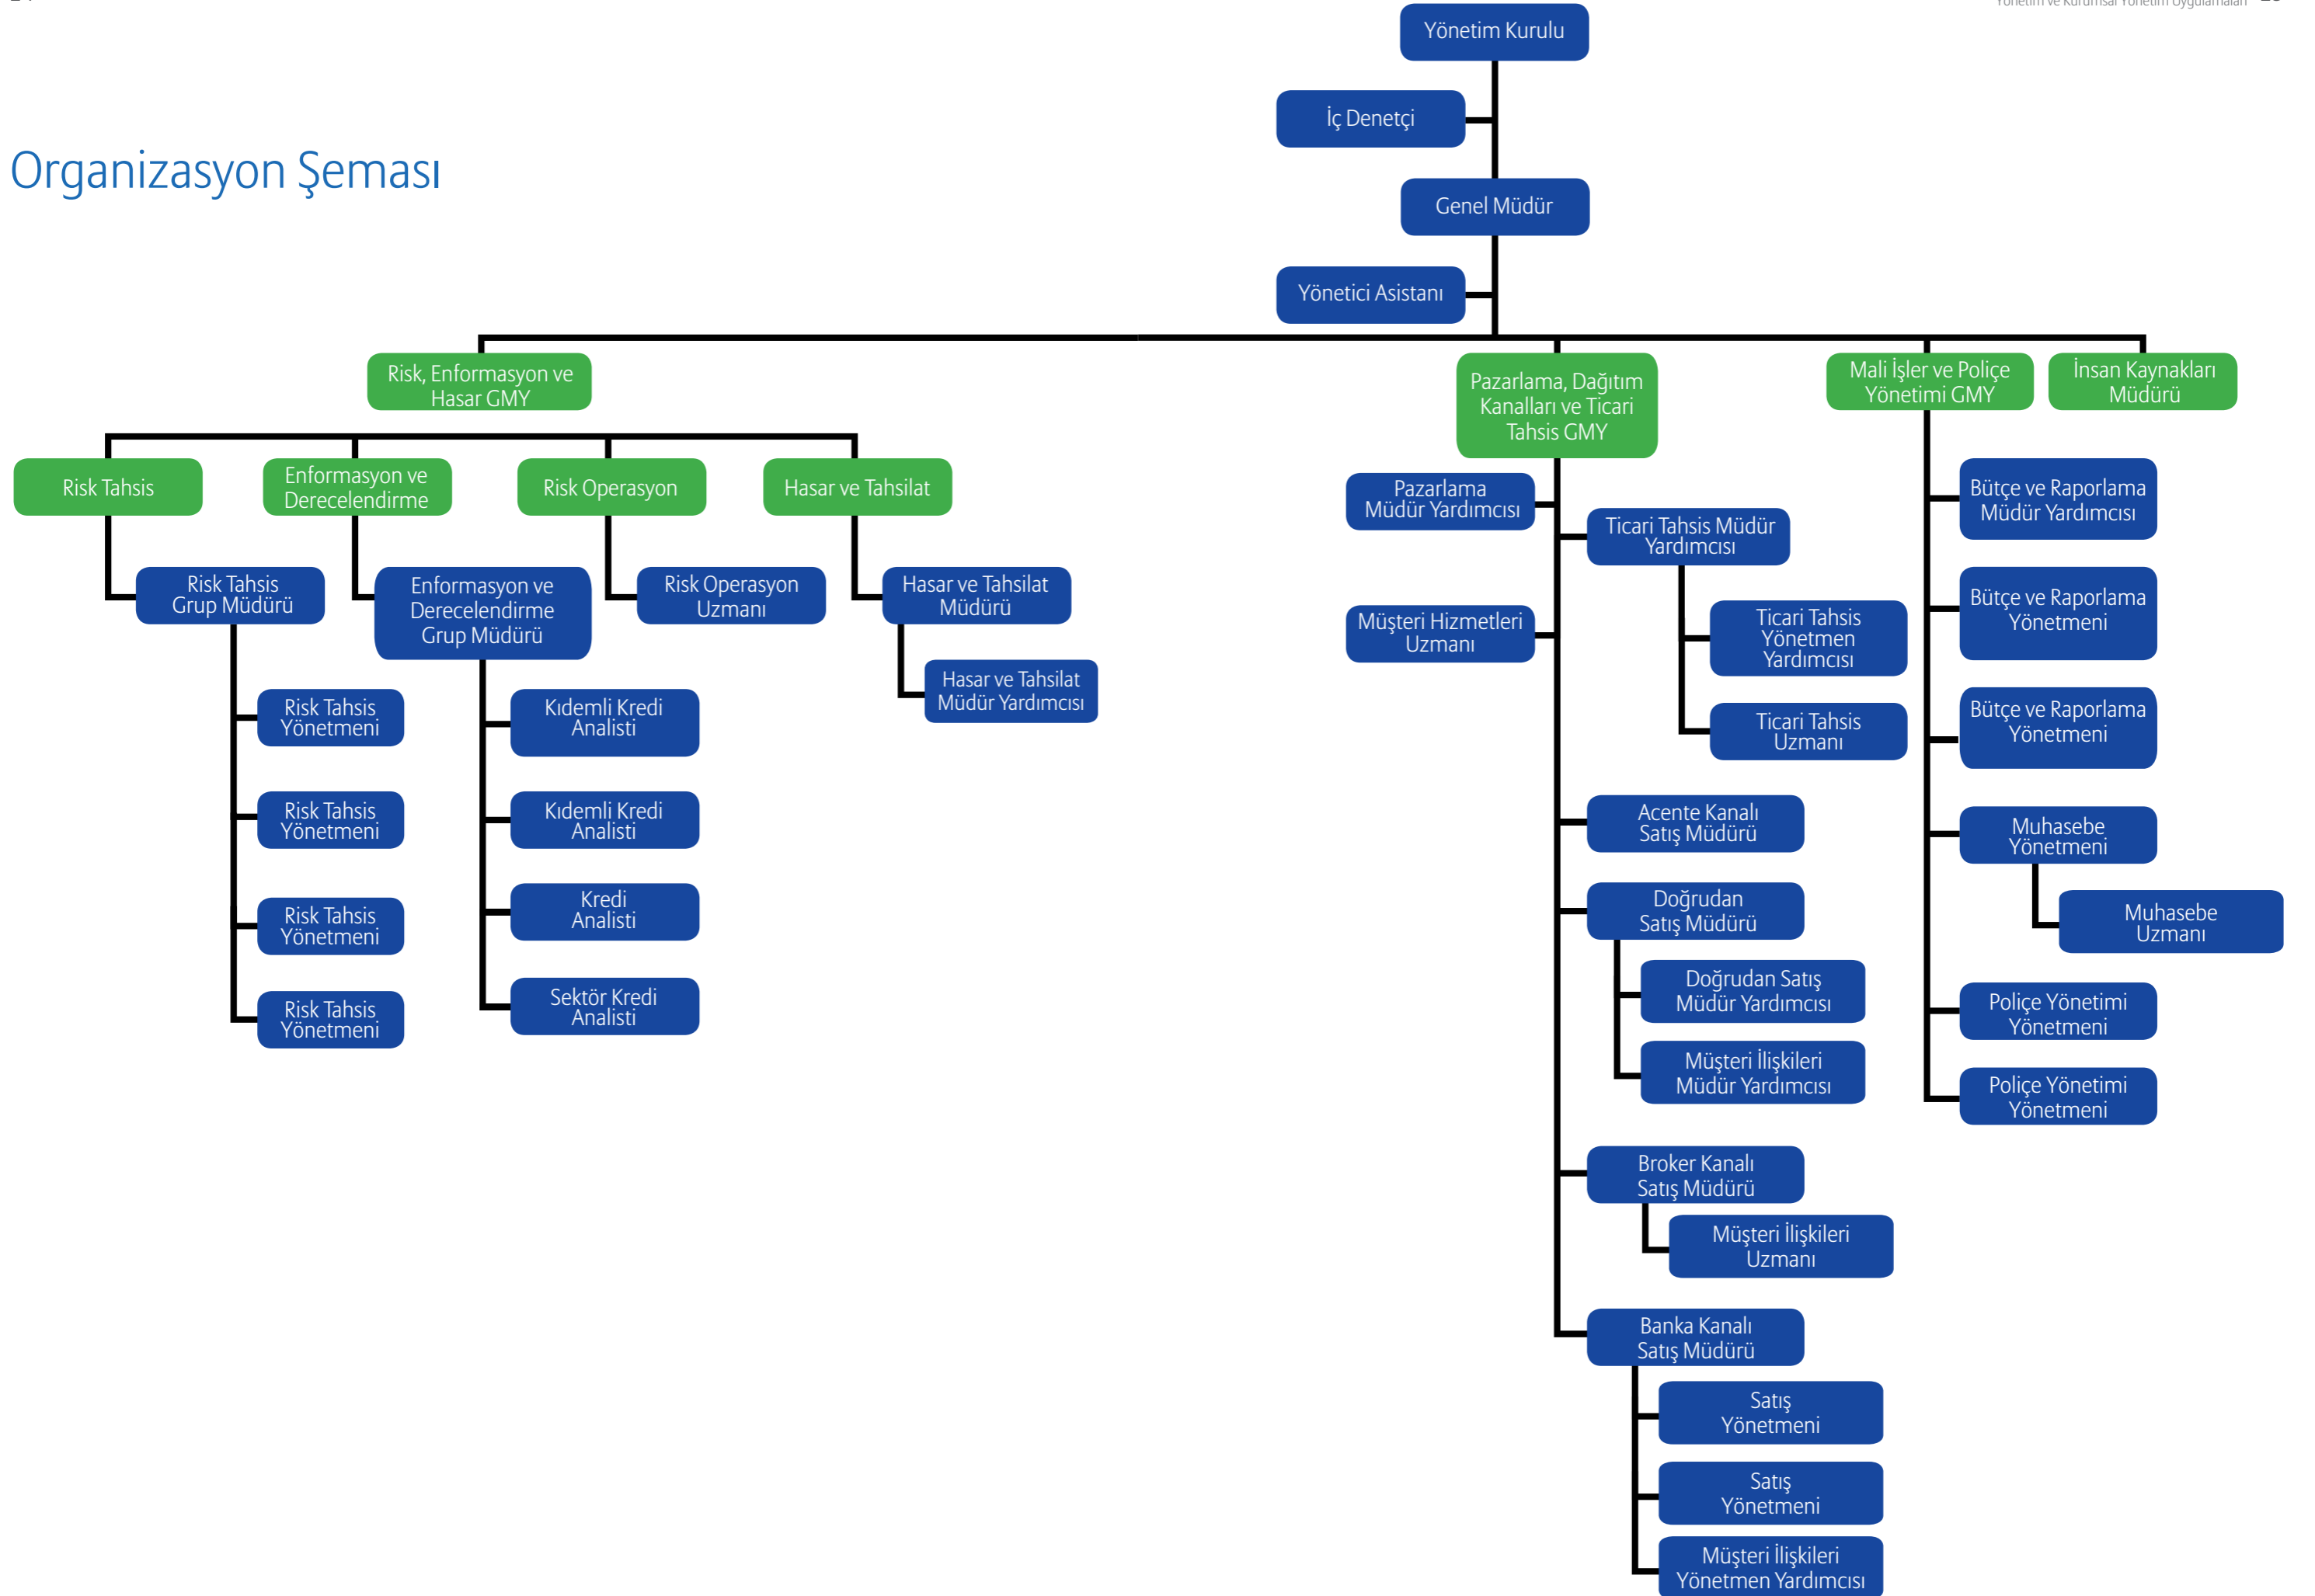 Yönetim ve Kurumsal Yönetim Uygulamaları
Yönetim Kurulu
İç Denetçi
Organizasyon Şeması
Genel Müdür
Yönetici Asistanı
Risk, Enformasyon ve
Hasar GMY
Pazarlama, Dağıtım
Kanalları ve Ticari
Tahsis GMY
Mali İşler ve Poliçe
Yönetimi GMY
İnsan Kaynakları
Müdürü
Risk Tahsis
Enformasyon ve
Derecelendirme
Risk Operasyon
Hasar ve Tahsilat
Risk Tahsis
Grup Müdürü
Enformasyon ve
Derecelendirme
Grup Müdürü
Risk Operasyon
Uzmanı
Hasar ve Tahsilat
Müdürü
Hasar ve Tahsilat
Müdür Yardımcısı
Risk Tahsis
Yönetmeni
Risk Tahsis
Yönetmeni
Risk Tahsis
Yönetmeni
Risk Tahsis
Yönetmeni
Kıdemli Kredi
Analisti
Kıdemli Kredi
Analisti
Kredi
Analisti
Sektör Kredi
Analisti
Pazarlama
Müdür Yardımcısı
Müşteri Hizmetleri
Uzmanı
Ticari Tahsis Müdür
Yardımcısı
Ticari Tahsis
Yönetmen
Yardımcısı
Ticari Tahsis
Uzmanı
Acente Kanalı
Satış Müdürü
Doğrudan
Satış Müdürü
Doğrudan Satış
Müdür Yardımcısı
Müşteri İlişkileri
Müdür Yardımcısı
Broker Kanalı
Satış Müdürü
Müşteri İlişkileri
Uzmanı
Banka Kanalı
Satış Müdürü
Satış
Yönetmeni
Satış
Yönetmeni
Müşteri İlişkileri
Yönetmen Yardımcısı
Bütçe ve Raporlama
Müdür Yardımcısı
Bütçe ve Raporlama
Yönetmeni
Bütçe ve Raporlama
Yönetmeni
Muhasebe
Yönetmeni
Muhasebe
Uzmanı
Poliçe Yönetimi
Yönetmeni
Poliçe Yönetimi
Yönetmeni